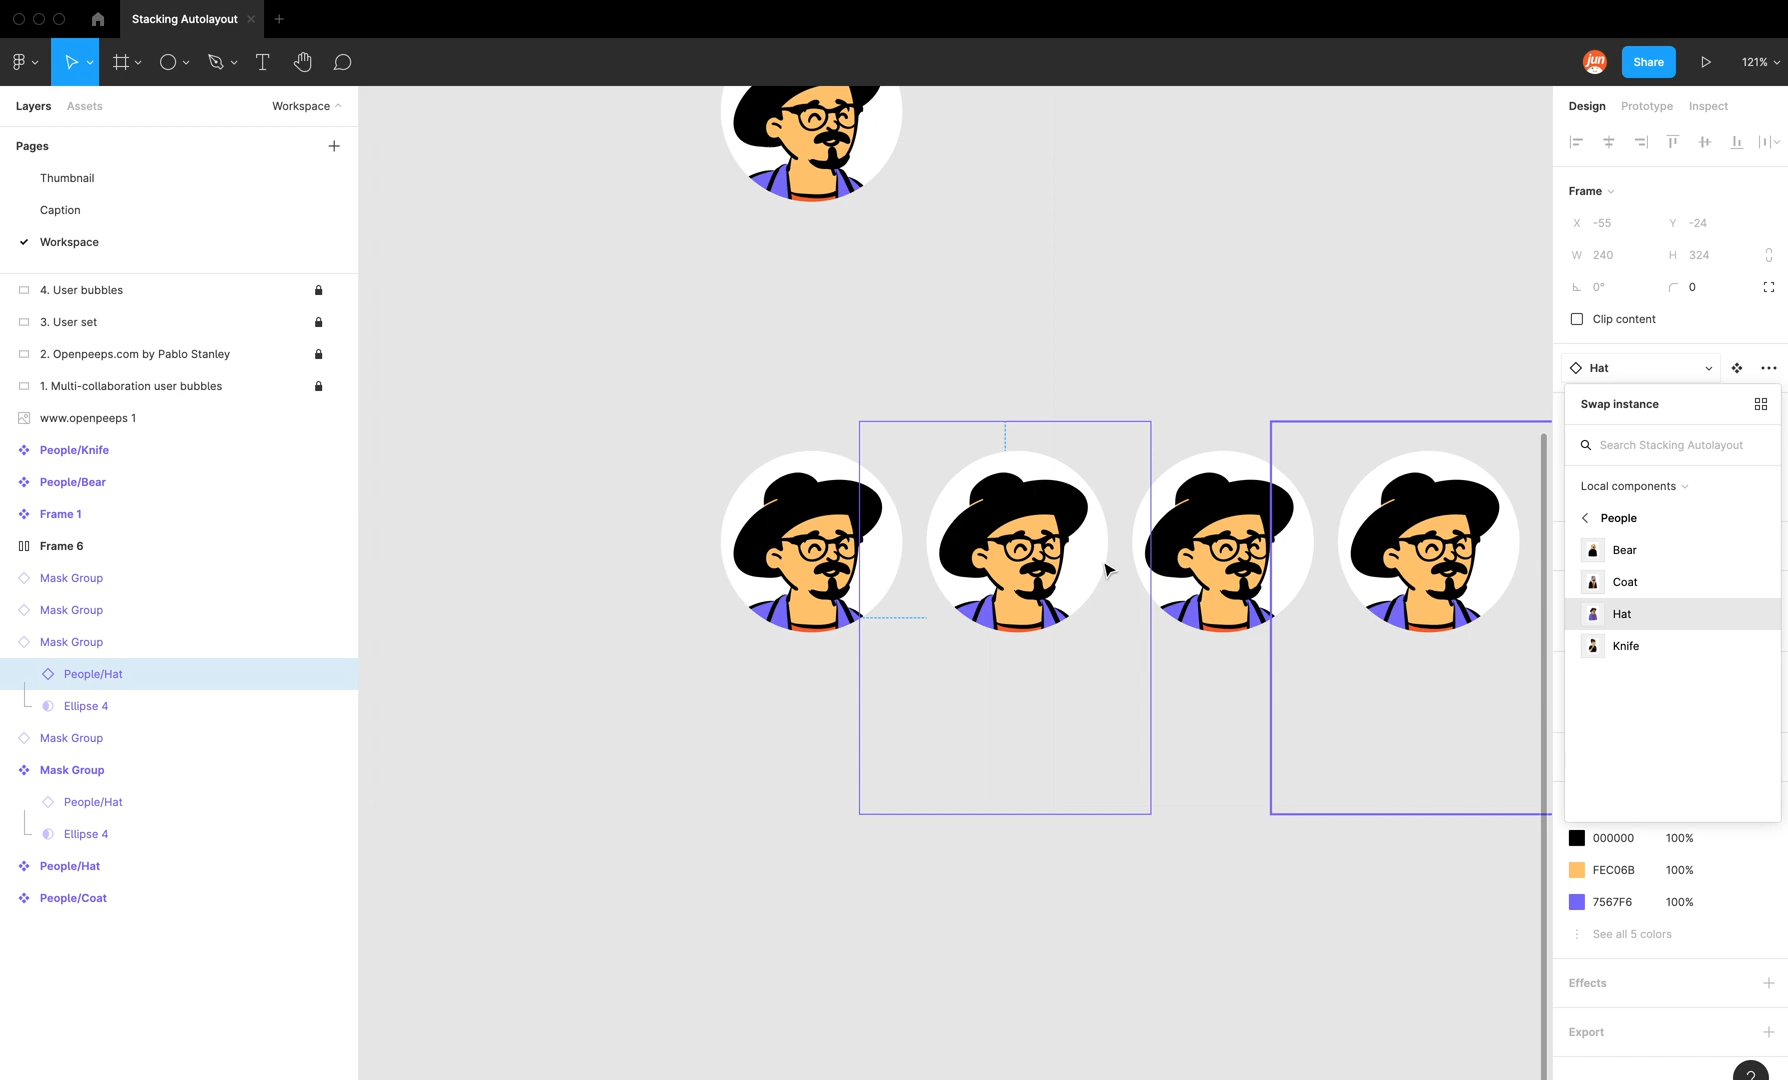 Stacking Autolayout
jun
Share
121%
Layers
Assets
Workspace
Pages
Thumbnail
Caption
Workspace
4. User bubbles
3. User set
2. Openpeeps.com by Pablo Stanley
1. Multi-collaboration user bubbles
www.openpeeps 1
People/Knife
People/Bear
Frame 1
Frame 6
Mask Group
Mask Group
Mask Group
People/Hat
Ellipse 4
Mask Group
Mask Group
People/Hat
Ellipse 4
People/Hat
People/Coat
Design
Prototype
Inspect
Frame
X -55
Y -24
W 240
H 324
0°
0
Clip content
Hat
Swap instance
Search Stacking Autolayout
Local components
People
Bear
Coat
Hat
Knife
000000 100%
FEC06B 100%
7567F6 100%
See all 5 colors
Effects
Export
?